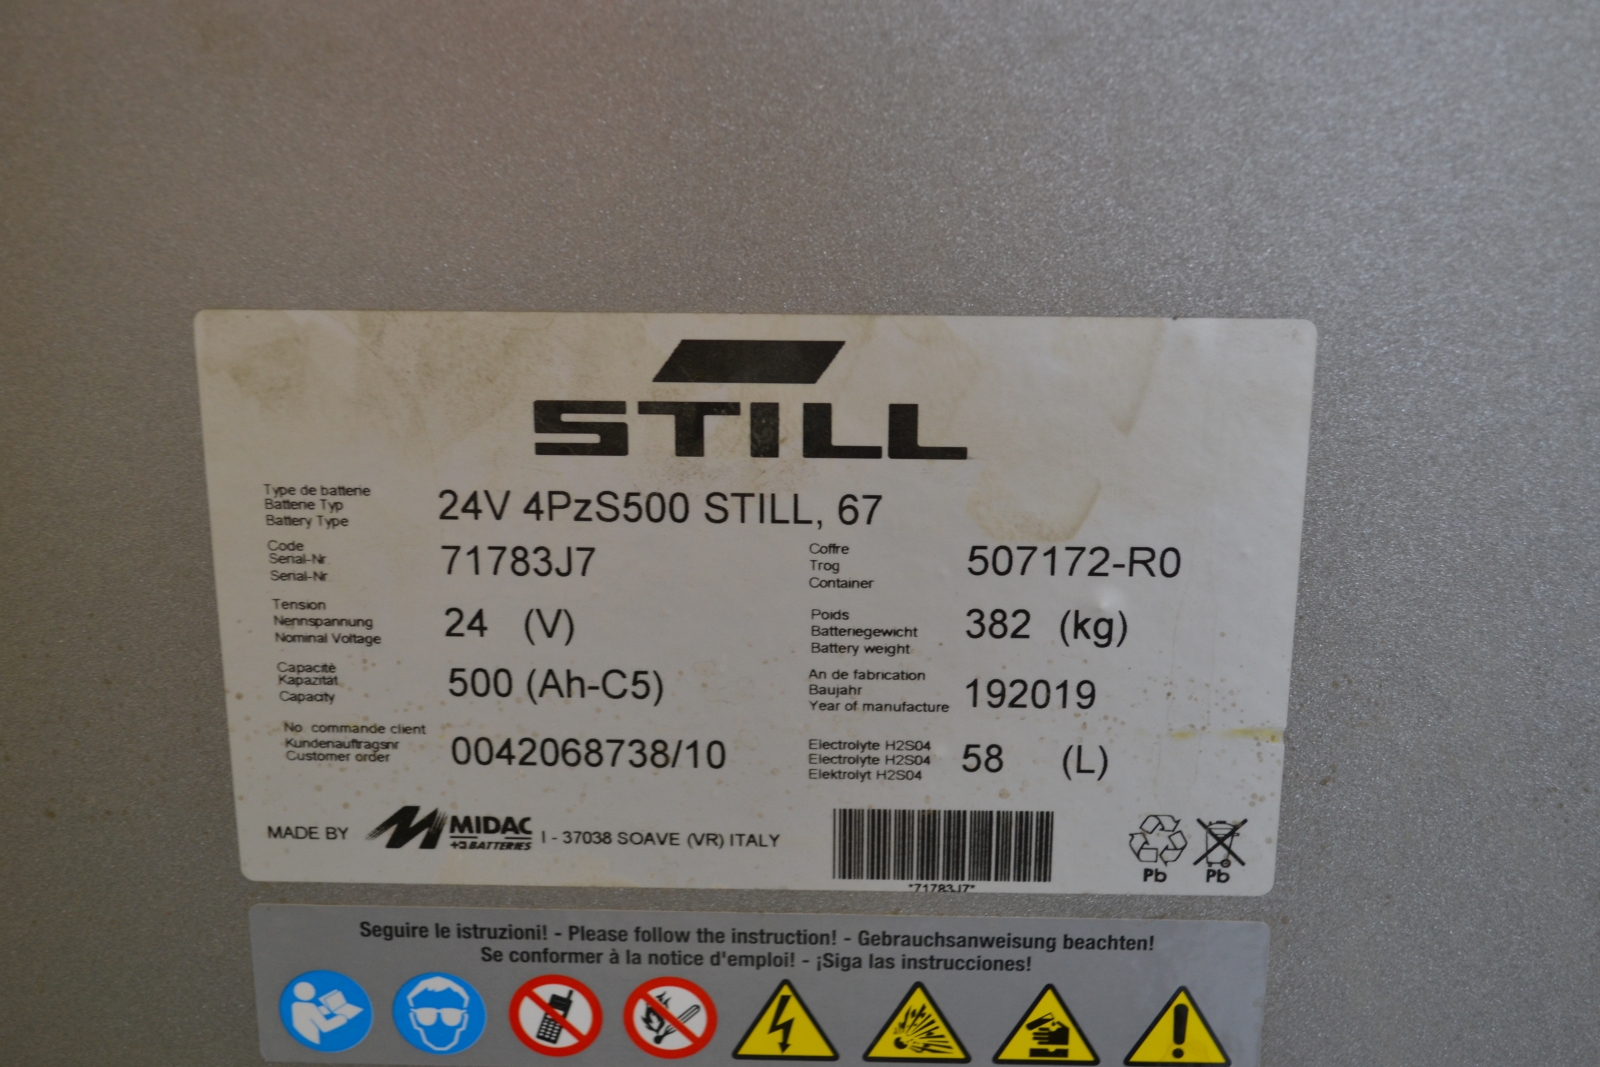 STILL
Type de batterie
Batterie Typ
Battery Type
24V 4PzS500 STILL, 67
Code
Serial-Nr.
Serial-Nr.
71783J7
Coffre
Trog
Container
507172-R0
Tension
Nennspannung
Nominal Voltage
24 (V)
Poids
Batteriegewicht
Battery weight
382 (kg)
Capacité
Kapazität
Capacity
500 (Ah-C5)
An de fabrication
Baujahr
Year of manufacture
192019
No. commande client
Kundenauftragsnr
Customer order
0042068738/10
Electrolyte H2S04
Electrolyte H2S04
Elektrolyt H2S04
58 (L)
MADE BY MIDAC BATTERIES I - 37038 SOAVE (VR) ITALY
*71783J7*
Pb Pb
Seguire le istruzioni! - Please follow the instruction! - Gebrauchsanweisung beachten!
Se conformer à la notice d'emploi! - ¡Siga las instrucciones!